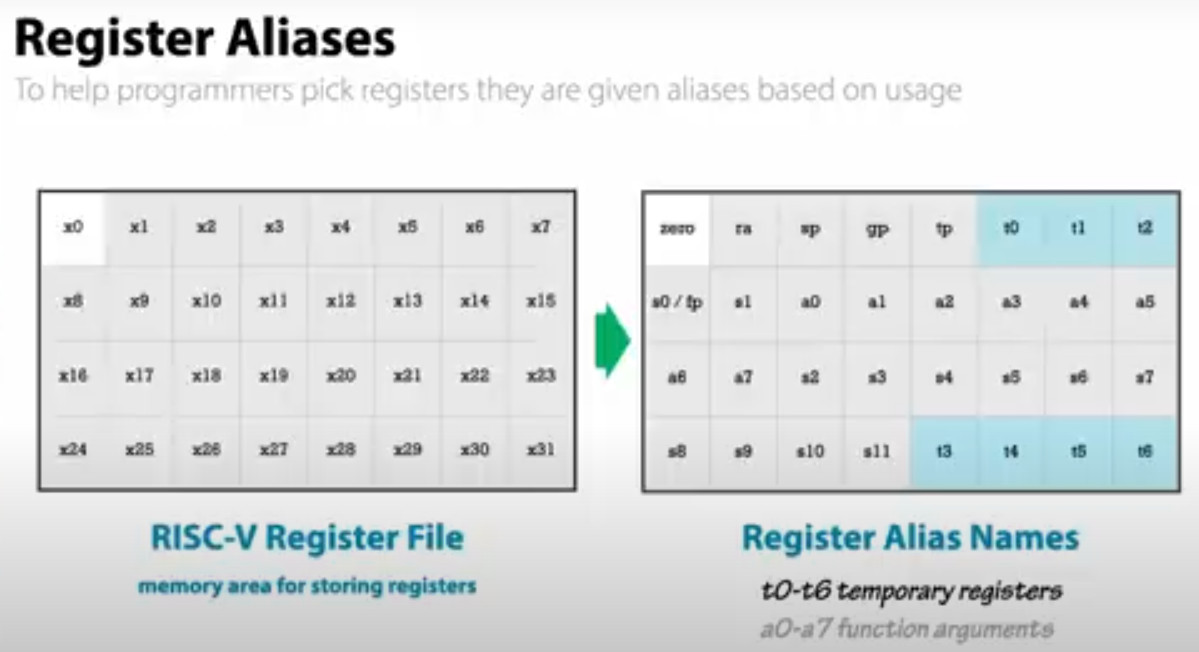 Register Aliases
To help programmers pick registers they are given aliases based on usage
x0 x1 x2 x3 x4 x5 x6 x7
x8 x9 x10 x11 x12 x13 x14 x15
x16 x17 x18 x19 x20 x21 x22 x23
x24 x25 x26 x27 x28 x29 x30 x31
RISC-V Register File
memory area for storing registers
zero ra sp gp tp t0 t1 t2
s0 / fp s1 a0 a1 a2 a3 a4 a5
a6 a7 s2 s3 s4 s5 s6 s7
s8 s9 s10 s11 t3 t4 t5 t6
Register Alias Names
t0-t6 temporary registers
a0-a7 function arguments